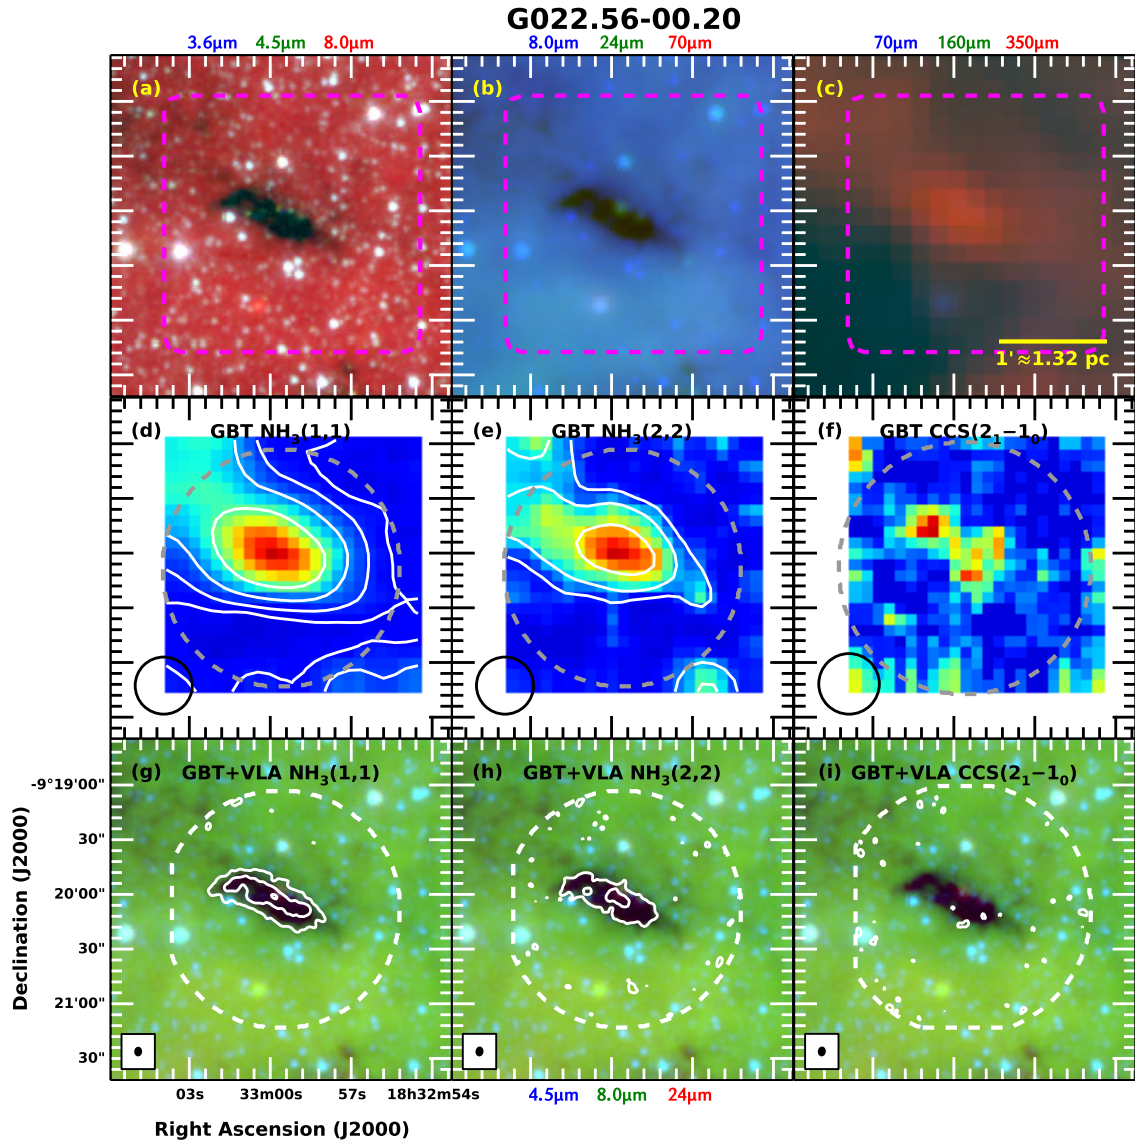 G022.56-00.20
3.6μm 4.5μm 8.0μm 8.0μm 24μm 70μm 70μm 160μm 350μm
(a) (b) (c)
1'≈1.32 pc
(d) GBT NH₃(1,1) (e) GBT NH₃(2,2) (f) GBT CCS(2₁−1₀)
(g) GBT+VLA NH₃(1,1) (h) GBT+VLA NH₃(2,2) (i) GBT+VLA CCS(2₁−1₀)
-9°19'00"
30"
20'00"
30"
21'00"
30"
Declination (J2000)
03s 33m00s 57s 18h32m54s
4.5μm 8.0μm 24μm
Right Ascension (J2000)